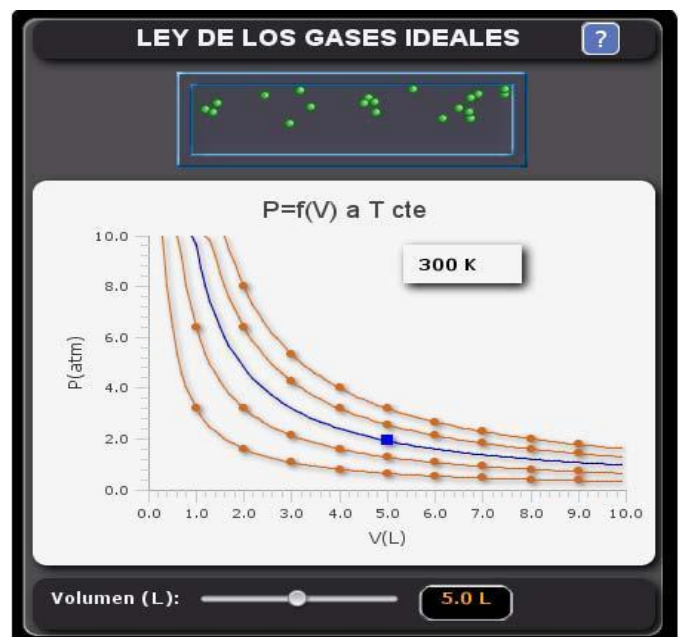 LEY DE LOS GASES IDEALES ?
P=f(V) a T cte
300 K
P(atm)
10.0
8.0
6.0
4.0
2.0
0.0
0.0 1.0 2.0 3.0 4.0 5.0 6.0 7.0 8.0 9.0 10.0
V(L)
Volumen (L): 5.0 L